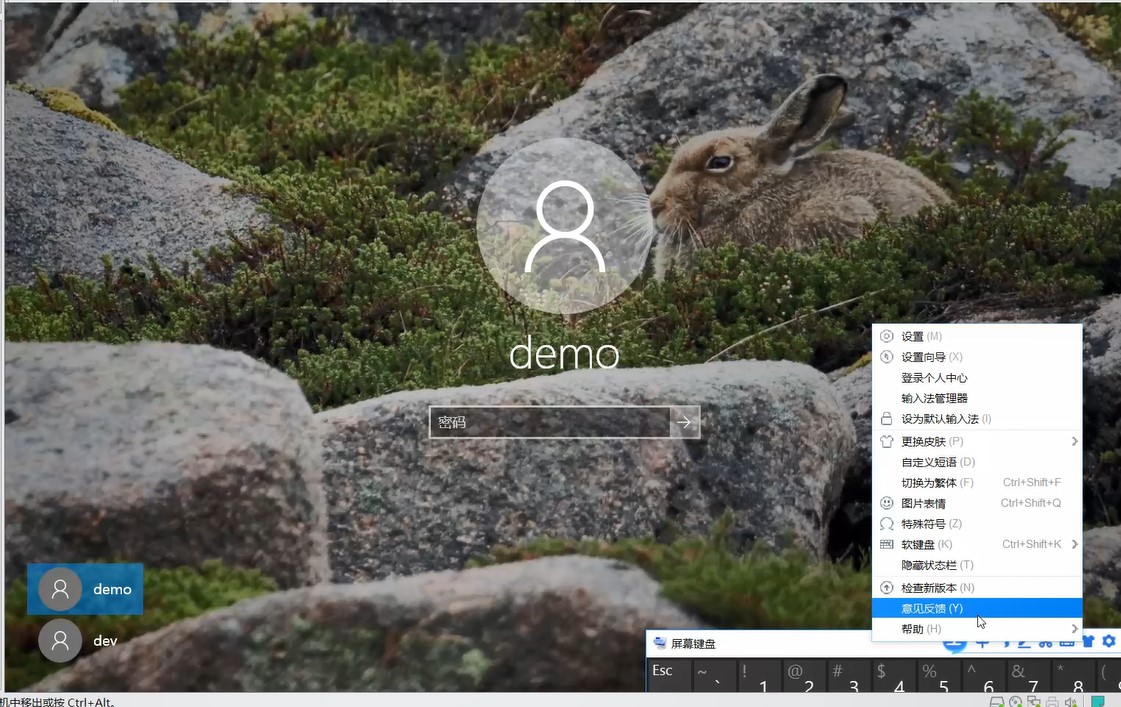 demo
密码
设置 (M)
设置向导 (X)
登录个人中心
输入法管理器
设为默认输入法 (I)
更换皮肤 (P)
自定义短语 (D)
切换为繁体 (F) Ctrl+Shift+F
图片表情 Ctrl+Shift+Q
特殊符号 (Z)
软键盘 (K) Ctrl+Shift+K
隐藏状态栏 (T)
检查新版本 (N)
意见反馈 (Y)
帮助 (H)
demo
dev
屏幕键盘
Esc ~ ` ! 1 @ 2 # 3 $ 4 % 5 ^ 6 & 7 * 8 (
机中移出或按 Ctrl+Alt。